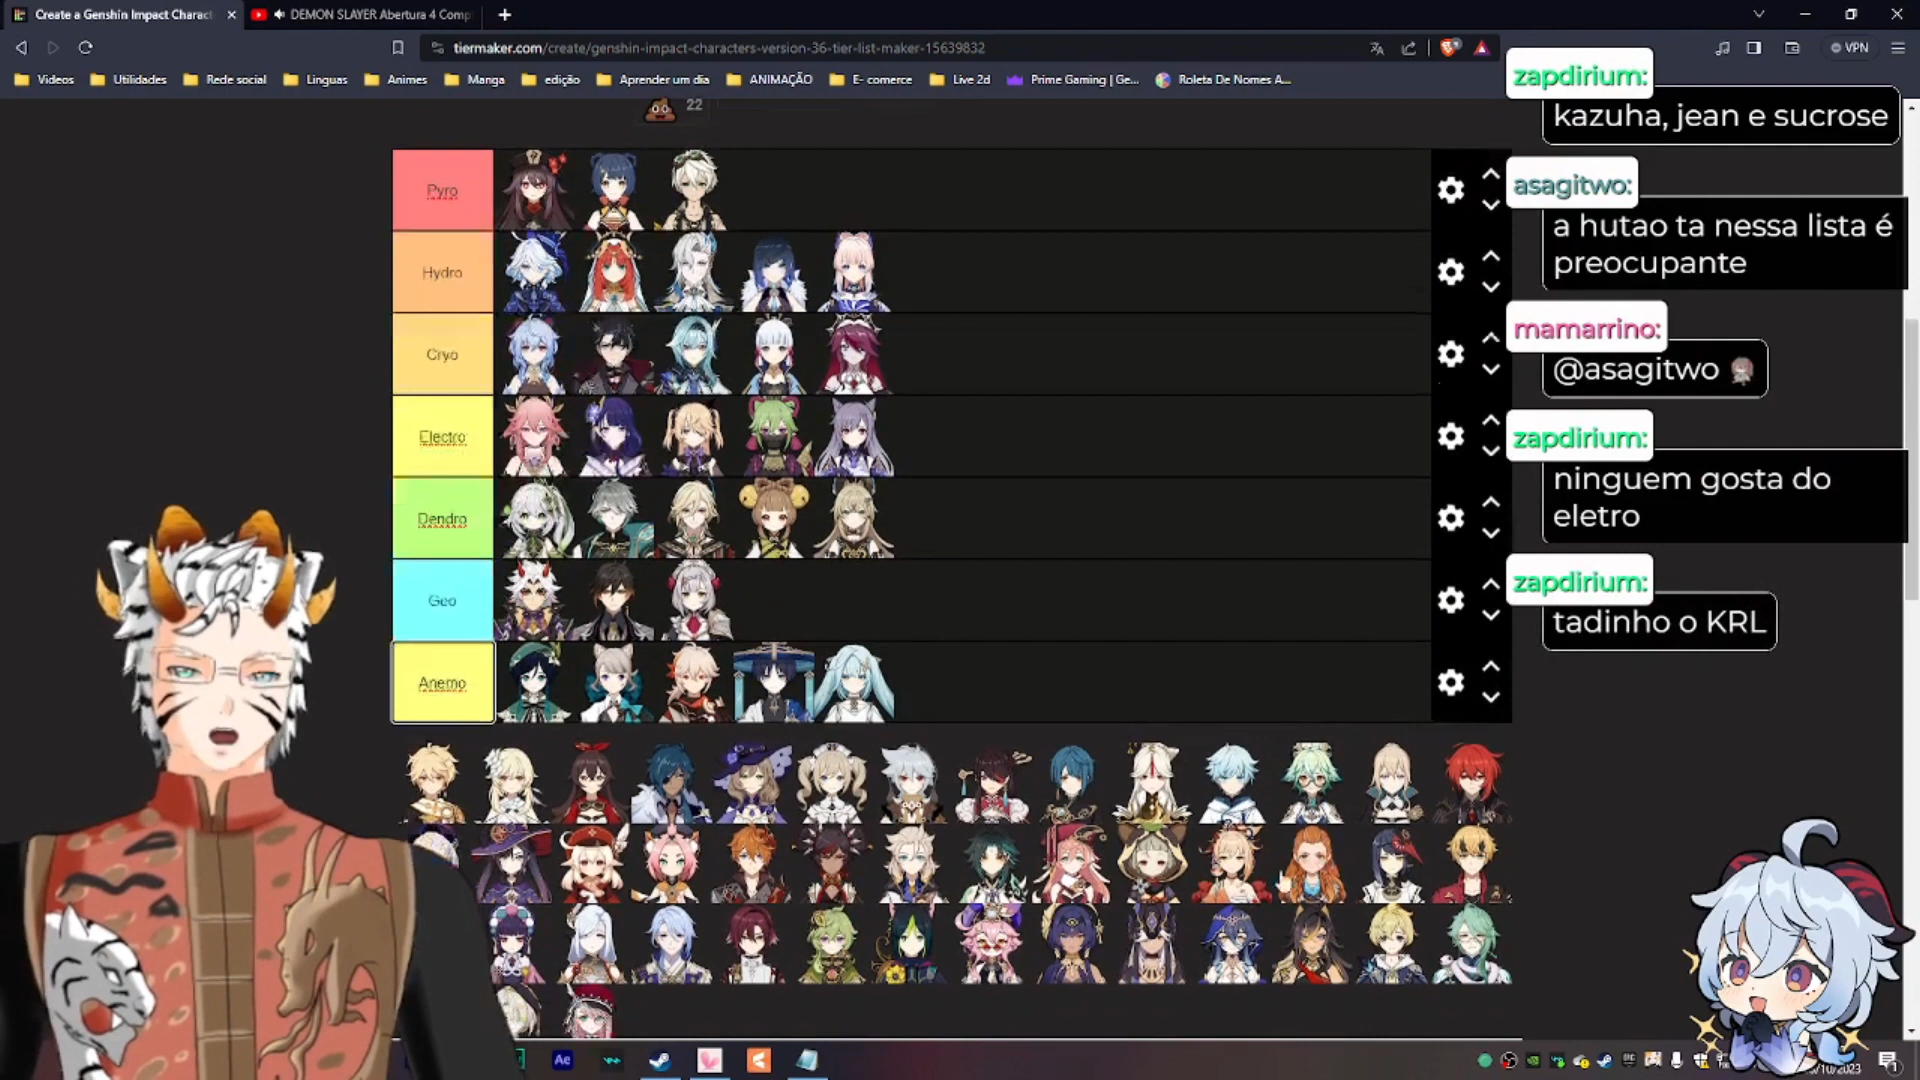 Create a Genshin Impact Charact
DEMON SLAYER Abertura 4 Comp
tiermaker.com/create/genshin-impact-characters-version-36-tier-list-maker-15639832
VPN
Videos
Utilidades
Rede social
Linguas
Animes
Manga
edição
Aprender um dia
ANIMAÇÃO
E- comerce
Live 2d
Prime Gaming | Ge...
Roleta De Nomes A...
22
Pyro
Hydro
Cryo
Electro
Dendro
Geo
Anemo
zapdirium:
kazuha, jean e sucrose
asagitwo:
a hutao ta nessa lista é
preocupante
mamarrino:
@asagitwo
zapdirium:
ninguem gosta do
eletro
zapdirium:
tadinho o KRL
Ae
/10/2023
1